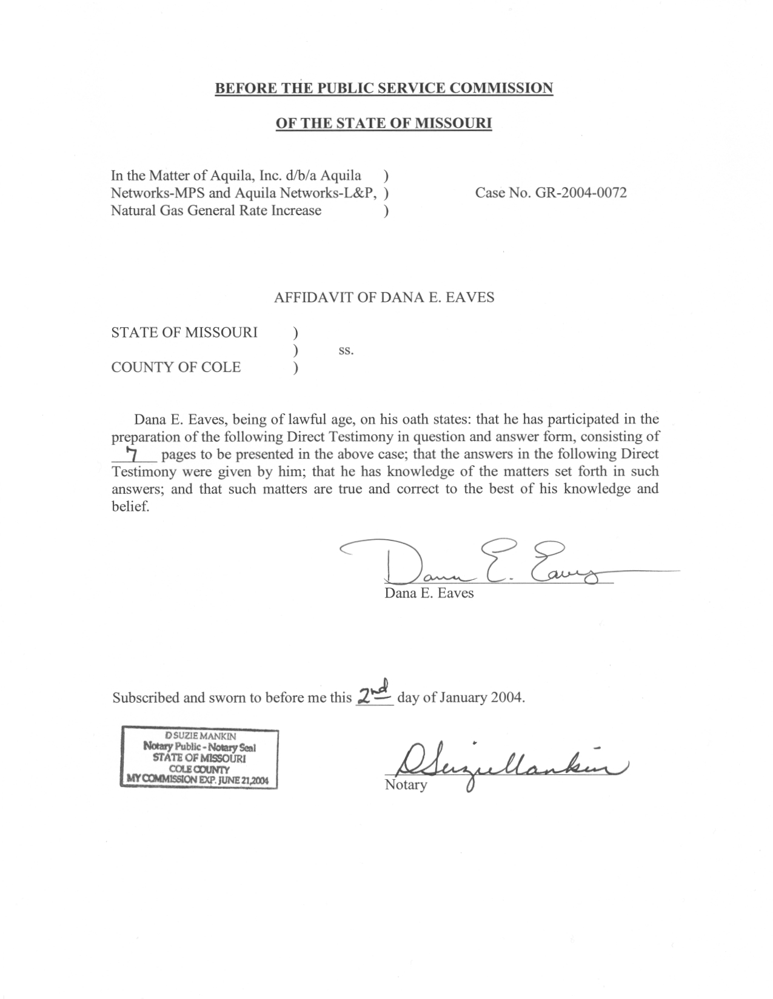 BEFORE THE PUBLIC SERVICE COMMISSION
OF THE STATE OF MISSOURI
In the Matter of Aquila, Inc. d/b/a Aquila )
Networks-MPS and Aquila Networks-L&P, ) Case No. GR-2004-0072
Natural Gas General Rate Increase )
AFFIDAVIT OF DANA E. EAVES
STATE OF MISSOURI )
) ss.
COUNTY OF COLE )
Dana E. Eaves, being of lawful age, on his oath states: that he has participated in the
preparation of the following Direct Testimony in question and answer form, consisting of
7 pages to be presented in the above case; that the answers in the following Direct
Testimony were given by him; that he has knowledge of the matters set forth in such
answers; and that such matters are true and correct to the best of his knowledge and
belief.
Dana E. Eaves
Dana E. Eaves
Subscribed and sworn to before me this 2nd day of January 2004.
D SUZIE MANKIN
Notary Public - Notary Seal
STATE OF MISSOURI
COLE COUNTY
MY COMMISSION EXP. JUNE 21,2004
D Suzie Mankin
Notary